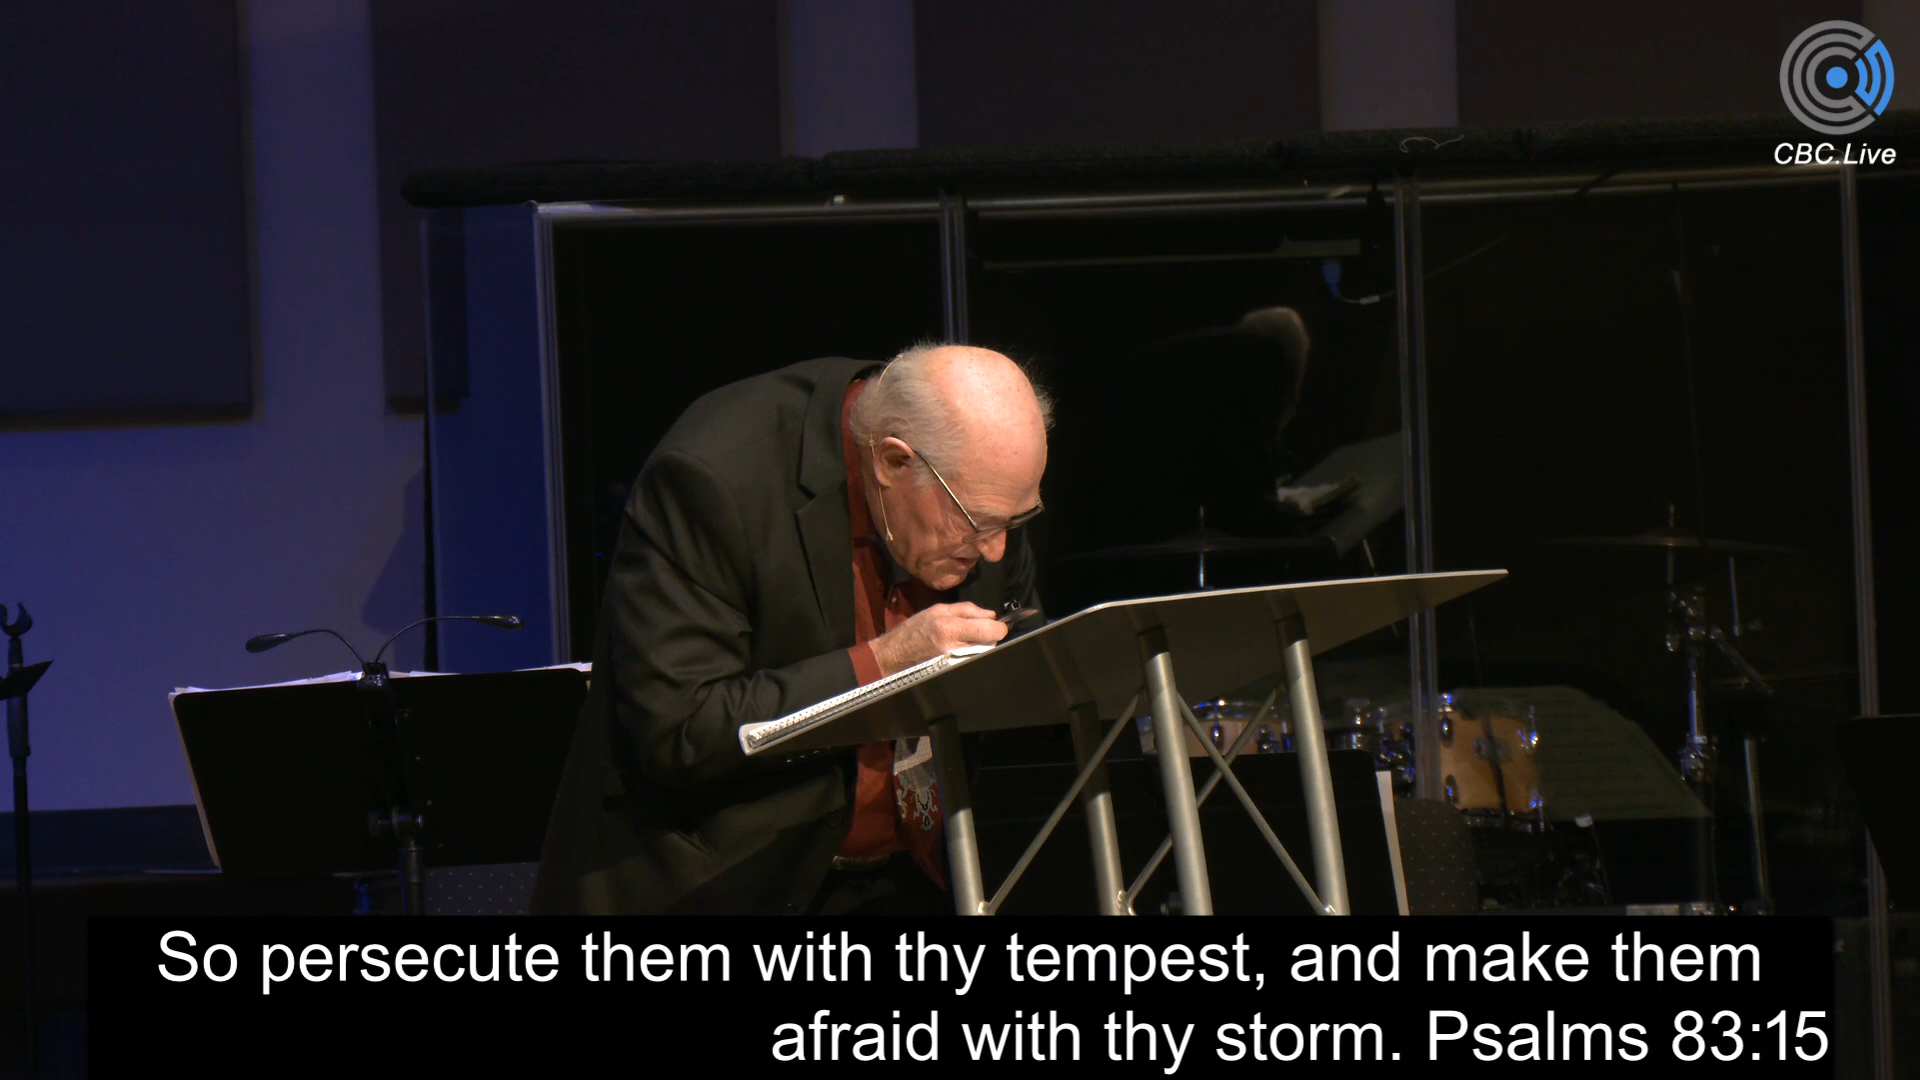 CBC.Live
So persecute them with thy tempest, and make them
afraid with thy storm. Psalms 83:15